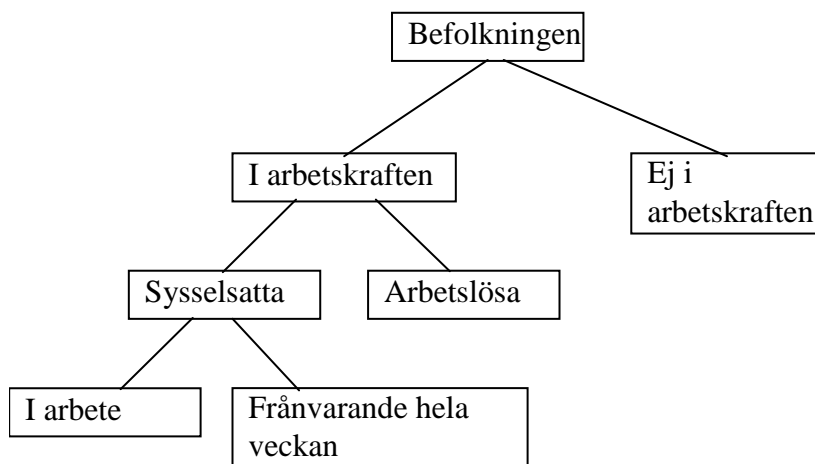 Befolkningen
I arbetskraften
Ej i
arbetskraften
Sysselsatta
Arbetslösa
I arbete
Frånvarande hela
veckan